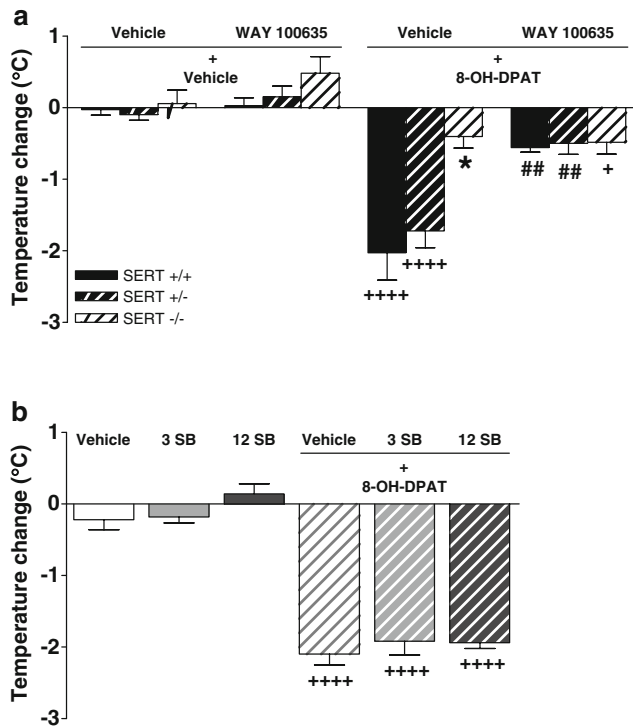 a
Vehicle WAY 100635 Vehicle WAY 100635
+ +
Vehicle 8-OH-DPAT
Temperature change (°C)
1
0
-1
-2
-3
* ## ## +
++++ ++++
SERT +/+
SERT +/-
SERT -/-
b
Vehicle 3 SB 12 SB Vehicle 3 SB 12 SB
+
8-OH-DPAT
Temperature change (°C)
1
0
-1
-2
-3
++++ ++++ ++++